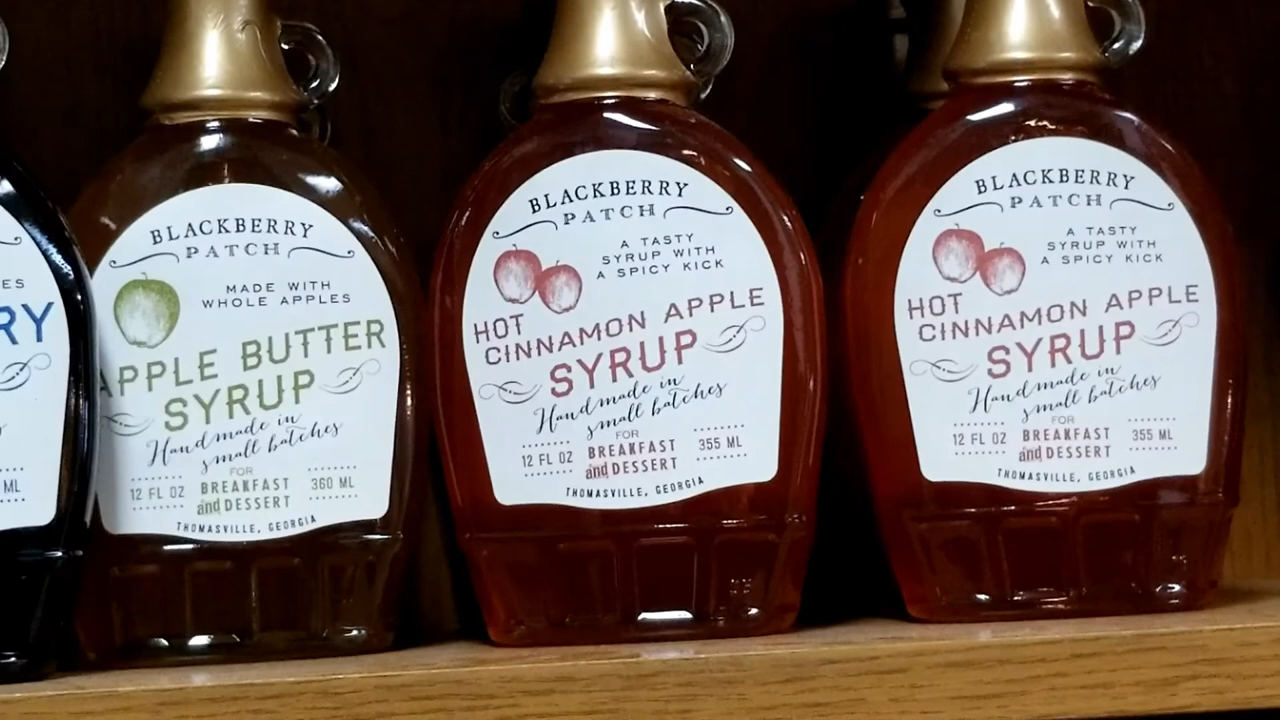 ES
RY
ML
BLACKBERRY
PATCH
MADE WITH
WHOLE APPLES
APPLE BUTTER
SYRUP
Handmade in
small batches
FOR
12 FL OZ BREAKFAST 360 ML
and DESSERT
THOMASVILLE, GEORGIA
BLACKBERRY
PATCH
A TASTY
SYRUP WITH
A SPICY KICK
HOT
CINNAMON APPLE
SYRUP
Handmade in
small batches
FOR
12 FL OZ BREAKFAST 355 ML
and DESSERT
THOMASVILLE, GEORGIA
BLACKBERRY
PATCH
A TASTY
SYRUP WITH
A SPICY KICK
HOT
CINNAMON APPLE
SYRUP
Handmade in
small batches
FOR
12 FL OZ BREAKFAST 355 ML
and DESSERT
THOMASVILLE, GEORGIA